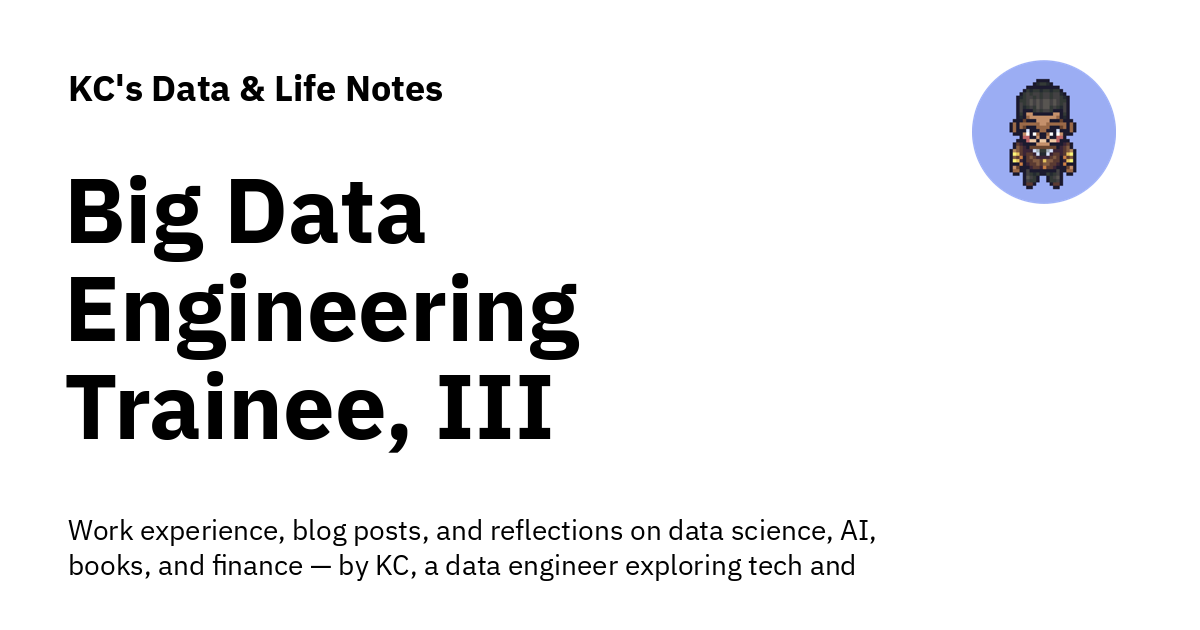 KC's Data & Life Notes
Big Data
Engineering
Trainee, III
Work experience, blog posts, and reflections on data science, AI,
books, and finance — by KC, a data engineer exploring tech and